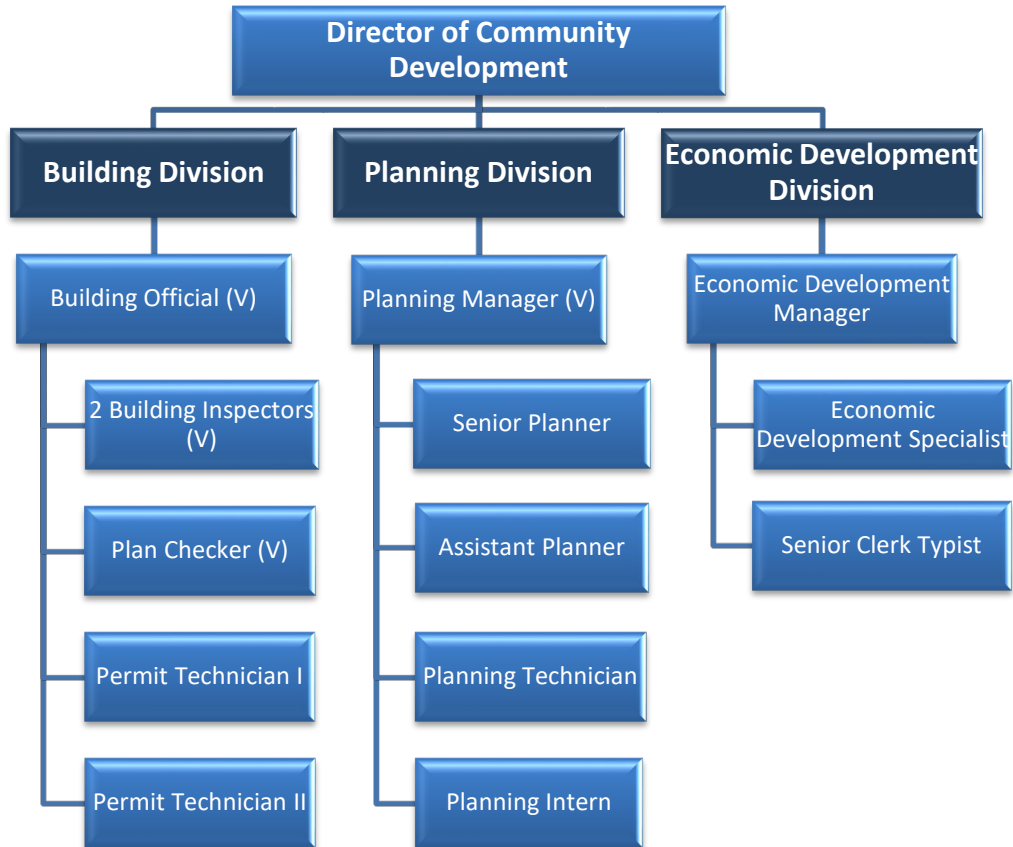 Director of Community
Development
Building Division
Planning Division
Economic Development
Division
Building Official (V)
Planning Manager (V)
Economic Development
Manager
2 Building Inspectors
(V)
Senior Planner
Economic
Development Specialist
Plan Checker (V)
Assistant Planner
Senior Clerk Typist
Permit Technician I
Planning Technician
Permit Technician II
Planning Intern